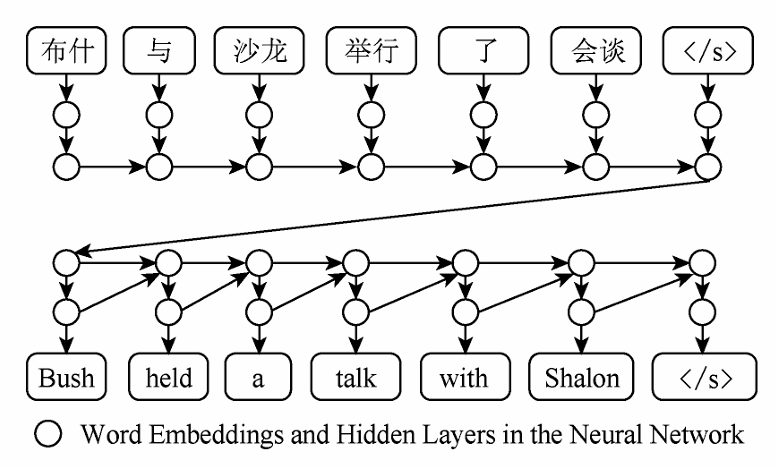 布什 与 沙龙 举行 了 会谈 </s>
Bush held a talk with Shalon </s>
Word Embeddings and Hidden Layers in the Neural Network